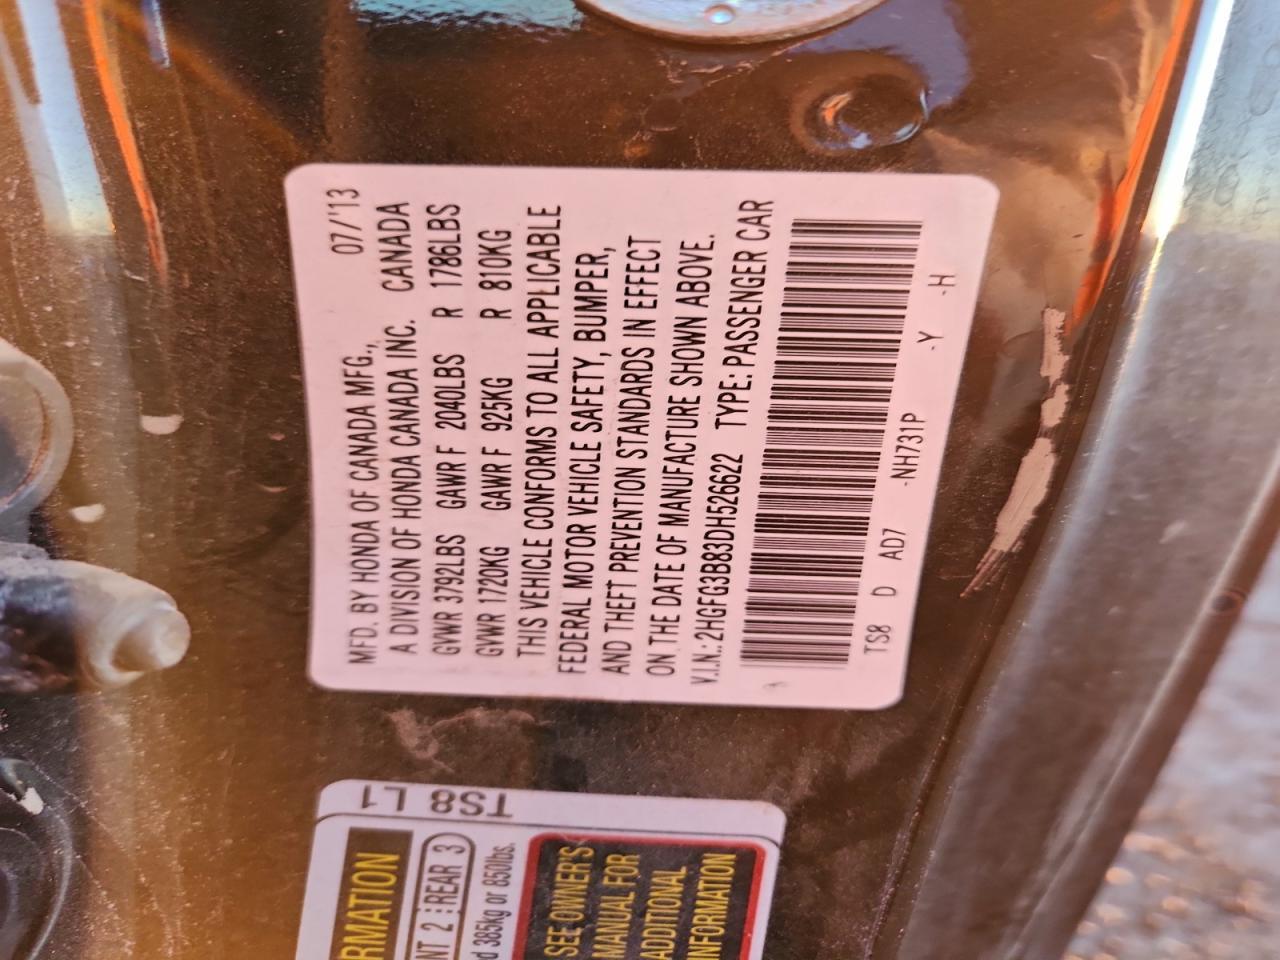 07/'13
MFD. BY HONDA OF CANADA MFG.,
A DIVISION OF HONDA CANADA INC. CANADA
GVWR 3792LBS GAWR F 2040LBS R 1786LBS
GVWR 1720KG GAWR F 925KG R 810KG
THIS VEHICLE CONFORMS TO ALL APPLICABLE
FEDERAL MOTOR VEHICLE SAFETY, BUMPER,
AND THEFT PREVENTION STANDARDS IN EFFECT
ON THE DATE OF MANUFACTURE SHOWN ABOVE.
V.I.N.:2HGFG3B83DH526622 TYPE: PASSENGER CAR
TS8 D AD7 -NH731P -Y -H
TS8 L1
RMATION
NT 2 REAR 3
d 385kg or 850lbs.
SEE OWNER'S
MANUAL FOR
ADDITIONAL
INFORMATION